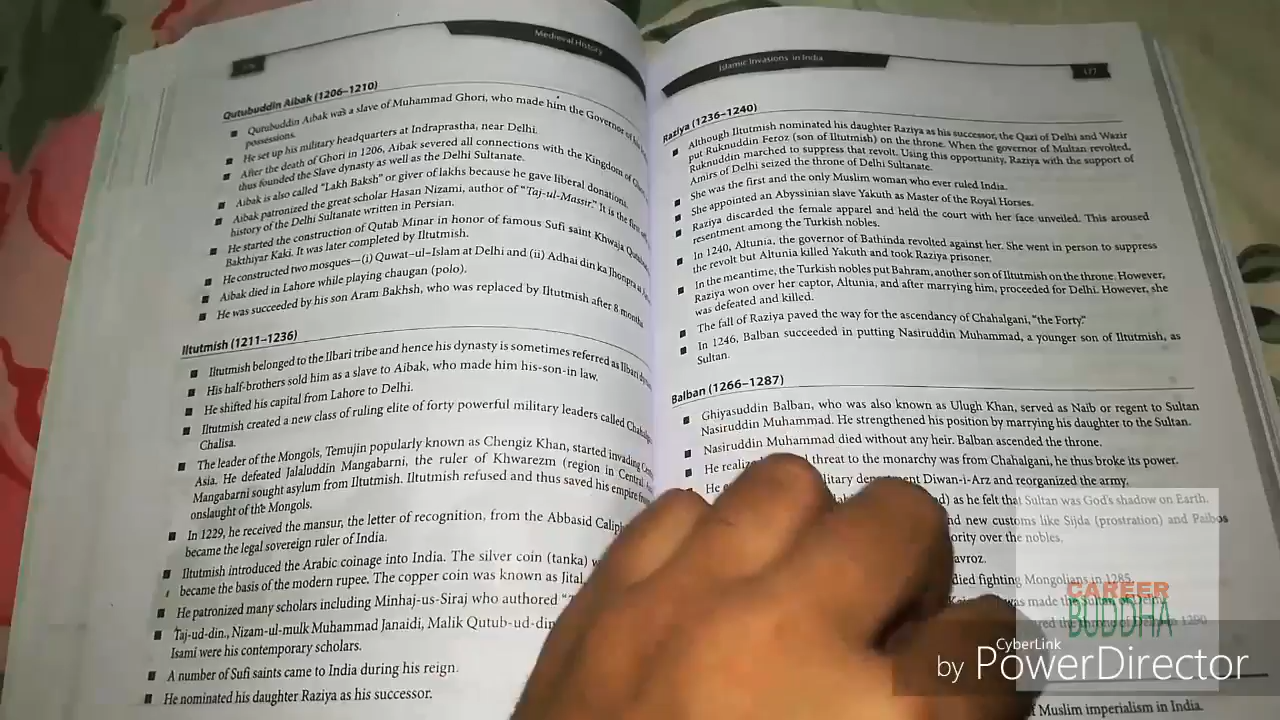 Medieval History
Qutubuddin Aibak (1206–1210)
■ Qutubuddin Aibak was a slave of Muhammad Ghori, who made him the Governor of his
possessions.
■ He set up his military headquarters at Indraprastha, near Delhi.
■ After the death of Ghori in 1206, Aibak severed all connections with the Kingdom of
thus founded the Slave dynasty as well as the Delhi Sultanate.
■ Aibak is also called "Lakh Baksh" or giver of lakhs because he gave liberal donations.
■ Aibak patronized the great scholar Hasan Nizami, author of "Taj-ul-Massir." It is the first
history of the Delhi Sultanate written in Persian.
■ He started the construction of Qutab Minar in honor of famous Sufi saint Khwaja
Bakthiyar Kaki. It was later completed by Iltutmish.
■ He constructed two mosques—(i) Quwat-ul-Islam at Delhi and (ii) Adhai din ka Jhonpra at
■ Aibak died in Lahore while playing chaugan (polo).
■ He was succeeded by his son Aram Bakhsh, who was replaced by Iltutmish after 8 months
Iltutmish (1211–1236)
■ Iltutmish belonged to the Ilbari tribe and hence his dynasty is sometimes referred as Ilbari
■ His half-brothers sold him as a slave to Aibak, who made him his-son-in law.
■ He shifted his capital from Lahore to Delhi.
■ Iltutmish created a new class of ruling elite of forty powerful military leaders called
Chalisa.
■ The leader of the Mongols, Temujin popularly known as Chengiz Khan, started invading
Asia. He defeated Jalaluddin Mangabarni, the ruler of Khwarezm (region in Central
Mangabarni sought asylum from Iltutmish. Iltutmish refused and thus saved his empire from
onslaught of the Mongols.
■ In 1229, he received the mansur, the letter of recognition, from the Abbasid
became the legal sovereign ruler of India.
■ Iltutmish introduced the Arabic coinage into India. The silver coin (tanka)
became the basis of the modern rupee. The copper coin was known as Jital.
■ He patronized many scholars including Minhaj-us-Siraj who authored "
■ Taj-ud-din., Nizam-ul-mulk Muhammad Janaidi, Malik Qutub-ud-din
Isami were his contemporary scholars.
■ A number of Sufi saints came to India during his reign.
■ He nominated his daughter Raziya as his successor.
Islamic Invasions in India
Raziya (1236–1240)
■ Although Iltutmish nominated his daughter Raziya as his successor, the Qazi of Delhi and Wazir
put Ruknuddin Feroz (son of Iltutmish) on the throne. When the governor of Multan revolted,
Ruknuddin marched to suppress that revolt. Using this opportunity, Raziya with the support of
Amirs of Delhi seized the throne of Delhi Sultanate.
■ She was the first and the only Muslim woman who ever ruled India.
■ She appointed an Abyssinian slave Yakuth as Master of the Royal Horses.
■ Raziya discarded the female apparel and held the court with her face unveiled. This aroused
resentment among the Turkish nobles.
■ In 1240, Altunia, the governor of Bathinda revolted against her. She went in person to suppress
the revolt but Altunia killed Yakuth and took Raziya prisoner.
■ In the meantime, the Turkish nobles put Bahram, another son of Iltutmish on the throne. However,
Raziya won over her captor, Altunia, and after marrying him, proceeded for Delhi. However, she
was defeated and killed.
■ The fall of Raziya paved the way for the ascendancy of Chahalgani, "the Forty."
■ In 1246, Balban succeeded in putting Nasiruddin Muhammad, a younger son of Iltutmish, as
Sultan.
Balban (1266–1287)
■ Ghiyasuddin Balban, who was also known as Ulugh Khan, served as Naib or regent to Sultan
Nasiruddin Muhammad. He strengthened his position by marrying his daughter to the Sultan.
■ Nasiruddin Muhammad died without any heir. Balban ascended the throne.
■ He threat to the monarchy was from Chahalgani, he thus broke its power.
He Diwan-i-Arz and reorganized the army.
as he felt that Sultan was God's shadow on Earth.
new customs like Sijda (prostration) and Paibos
over the nobles.
died fighting Mongolians in 1285.
was made the Sultan of Delhi
the throne of 1290
Muslim imperialism in India.
CAREER
BUDDHA
CyberLink
by PowerDirector